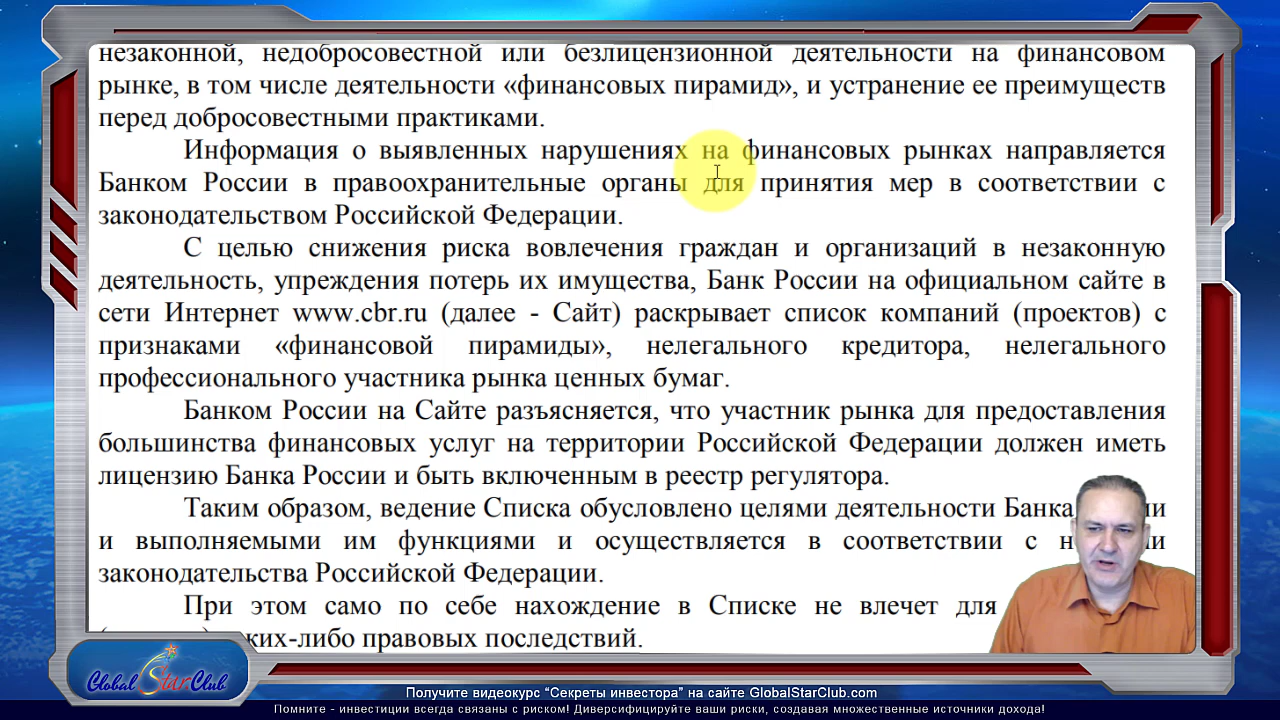 незаконной, недобросовестной или безлицензионной деятельности на финансовом
рынке, в том числе деятельности «финансовых пирамид», и устранение ее преимуществ
перед добросовестными практиками.
Информация о выявленных нарушениях на финансовых рынках направляется
Банком России в правоохранительные органы для принятия мер в соответствии с
законодательством Российской Федерации.
С целью снижения риска вовлечения граждан и организаций в незаконную
деятельность, упреждения потерь их имущества, Банк России на официальном сайте в
сети Интернет www.cbr.ru (далее - Сайт) раскрывает список компаний (проектов) с
признаками «финансовой пирамиды», нелегального кредитора, нелегального
профессионального участника рынка ценных бумаг.
Банком России на Сайте разъясняется, что участник рынка для предоставления
большинства финансовых услуг на территории Российской Федерации должен иметь
лицензию Банка России и быть включенным в реестр регулятора.
Таким образом, ведение Списка обусловлено целями деятельности Банка
и выполняемыми им функциями и осуществляется в соответствии с
законодательства Российской Федерации.
При этом само по себе нахождение в Списке не влечет для
правовых последствий.
Global Star Club
Получите видеокурс “Секреты инвестора” на сайте GlobalStarClub.com
Помните - инвестиции всегда связаны с риском! Диверсифицируйте ваши риски, создавая множественные источники дохода!